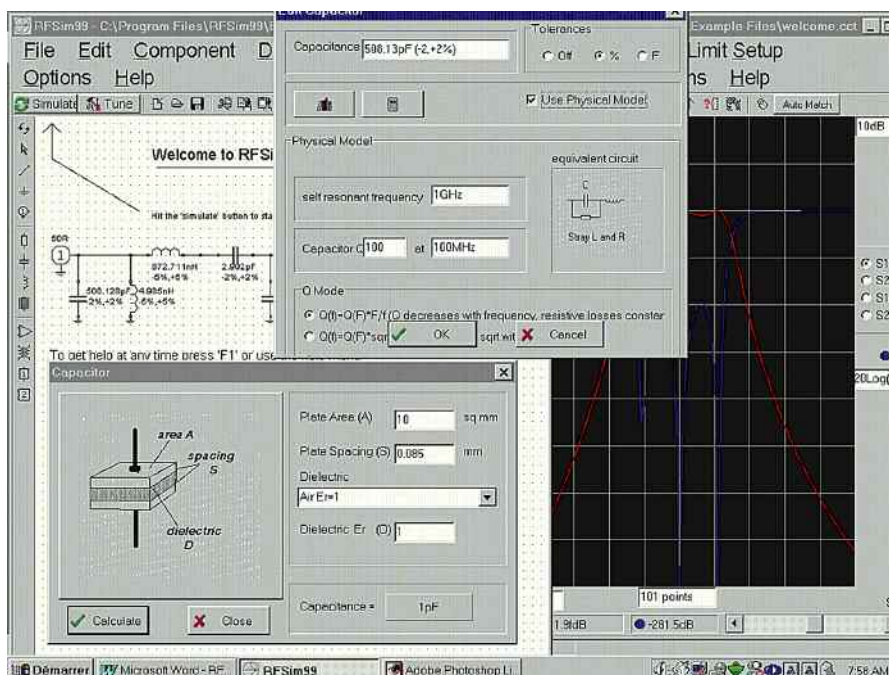 RFSim99 - C:\Program Files\RFSim99\E
Edit Capacitor
Example Files\welcome.cct
File Edit Component D
Limit Setup
Options Help
ns Help
Simulate Tune
Auto Match
Capacitance 508.13pF (-2,+2%)
Tolerances
Off % F
Use Physical Model
Physical Model
self resonant frequency 1GHz
Capacitor Q 100 at 100MHz
equivalent circuit
C
Stray L and R
Q Mode
Q(f)=Q(F)*F/f (Q decreases with frequency, resistive losses constar
Q(f)=Q(F)*sqr
sqrt wit
OK
Cancel
Welcome to RFSi
Hit the 'simulate' button to sta
50R
1
872.711nH
-5%,+5%
2.902pf
-2%,+2%
508.128pf
-2%,+2%
4.985nH
-5%,+5%
To get help at any time press 'F1' or use
10dB
S1
S2
S2
20Log(
Capacitor
area A
spacing
S
dielectric
D
Plate Area (A) 10 sq mm
Plate Spacing (S) 0.085 mm
Dielectric
Air Er=1
Dielectric Er (D) 1
Capacitance = 1pF
Calculate
Close
101 points
1.9fdB
-281.5dB
Démarrer
Microsoft Word - RF
RFSim99
Adobe Photoshop Li
7:58 AM